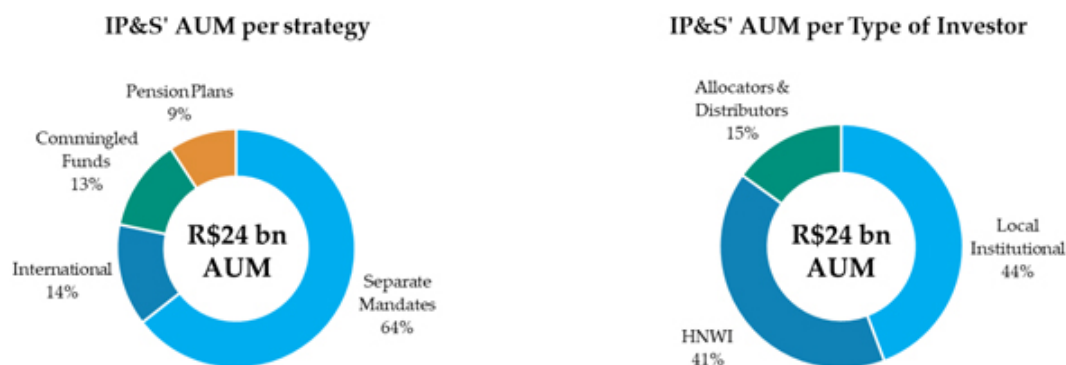 IP&S' AUM per strategy
Pension Plans
9%
Commingled
Funds
13%
International
14%
R$24 bn
AUM
Separate
Mandates
64%
IP&S' AUM per Type of Investor
Allocators &
Distributors
15%
R$24 bn
AUM
Local
Institutional
44%
HNWI
41%